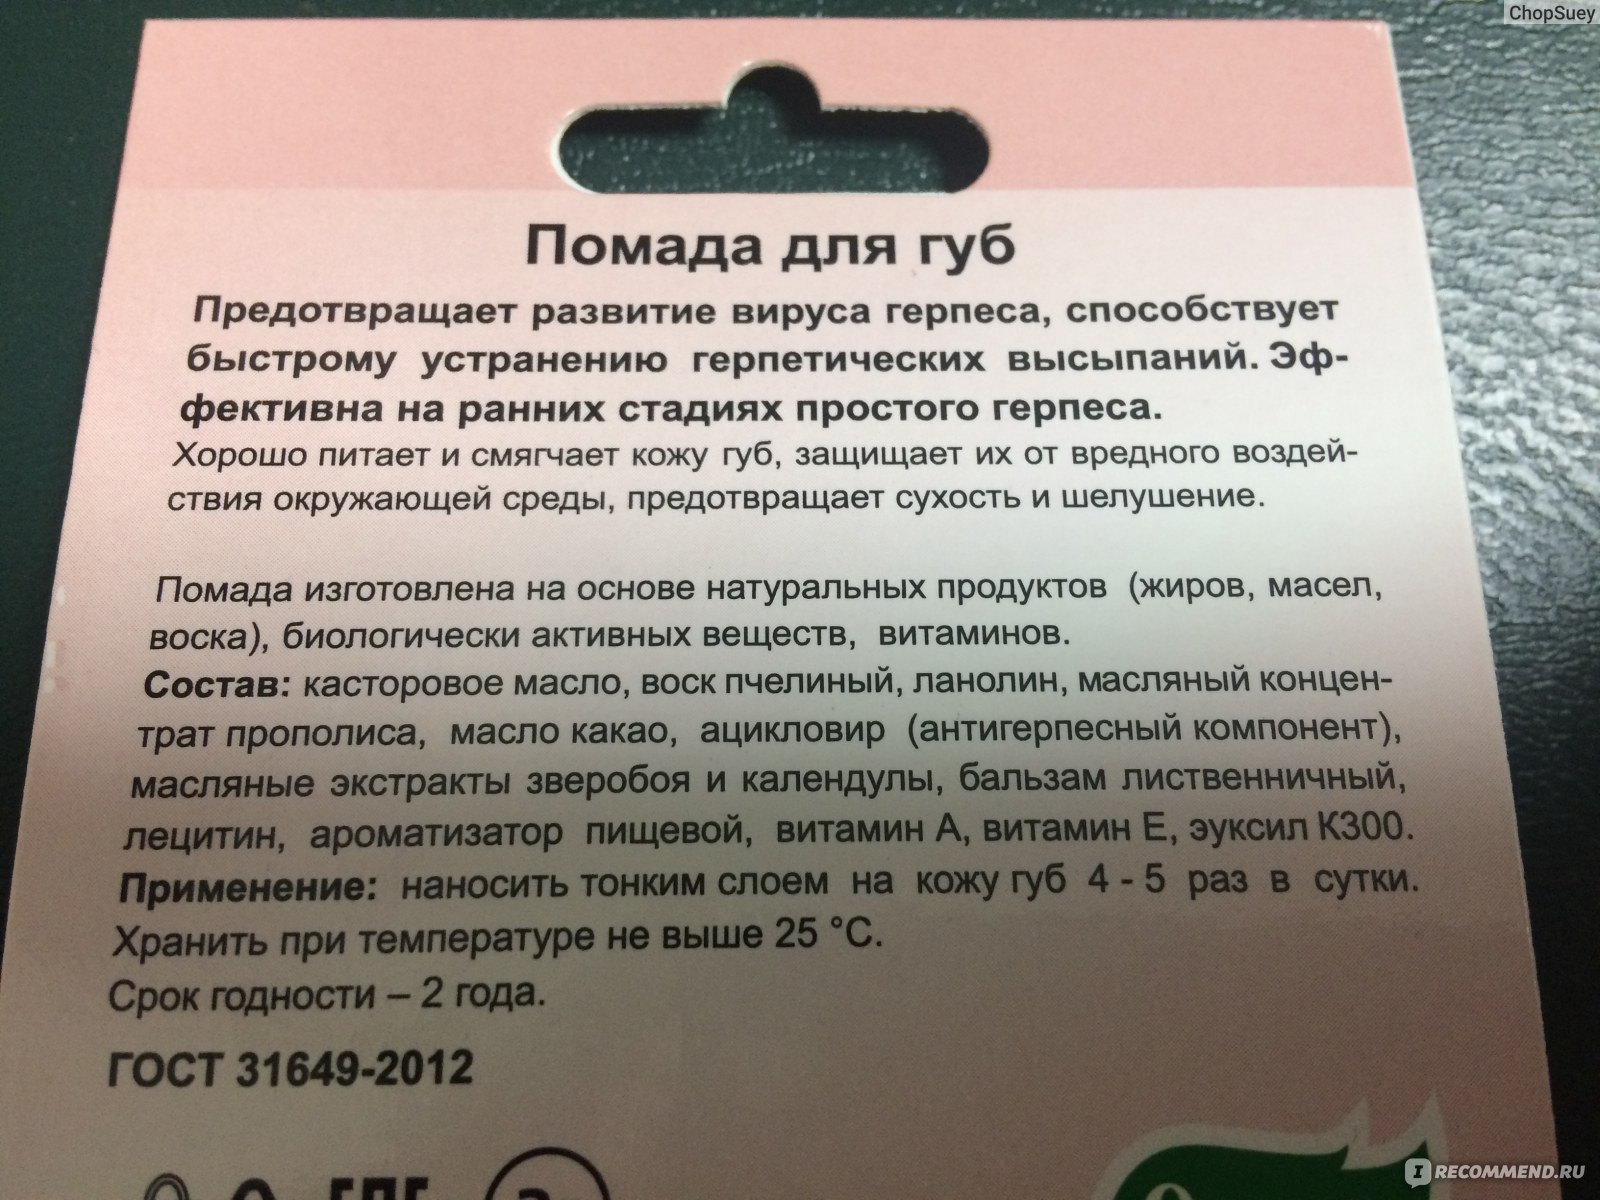 ChopSuey
Помада для губ
Предотвращает развитие вируса герпеса, способствует
быстрому устранению герпетических высыпаний. Эф-
фективна на ранних стадиях простого герпеса.
Хорошо питает и смягчает кожу губ, защищает их от вредного воздей-
ствия окружающей среды, предотвращает сухость и шелушение.
Помада изготовлена на основе натуральных продуктов (жиров, масел,
воска), биологически активных веществ, витаминов.
Состав: касторовое масло, воск пчелиный, ланолин, масляный концен-
трат прополиса, масло какао, ацикловир (антигерпесный компонент),
масляные экстракты зверобоя и календулы, бальзам лиственничный,
лецитин, ароматизатор пищевой, витамин А, витамин Е, эуксил К300.
Применение: наносить тонким слоем на кожу губ 4 - 5 раз в сутки.
Хранить при температуре не выше 25 °С.
Срок годности – 2 года.
ГОСТ 31649-2012
IRECOMMEND.RU